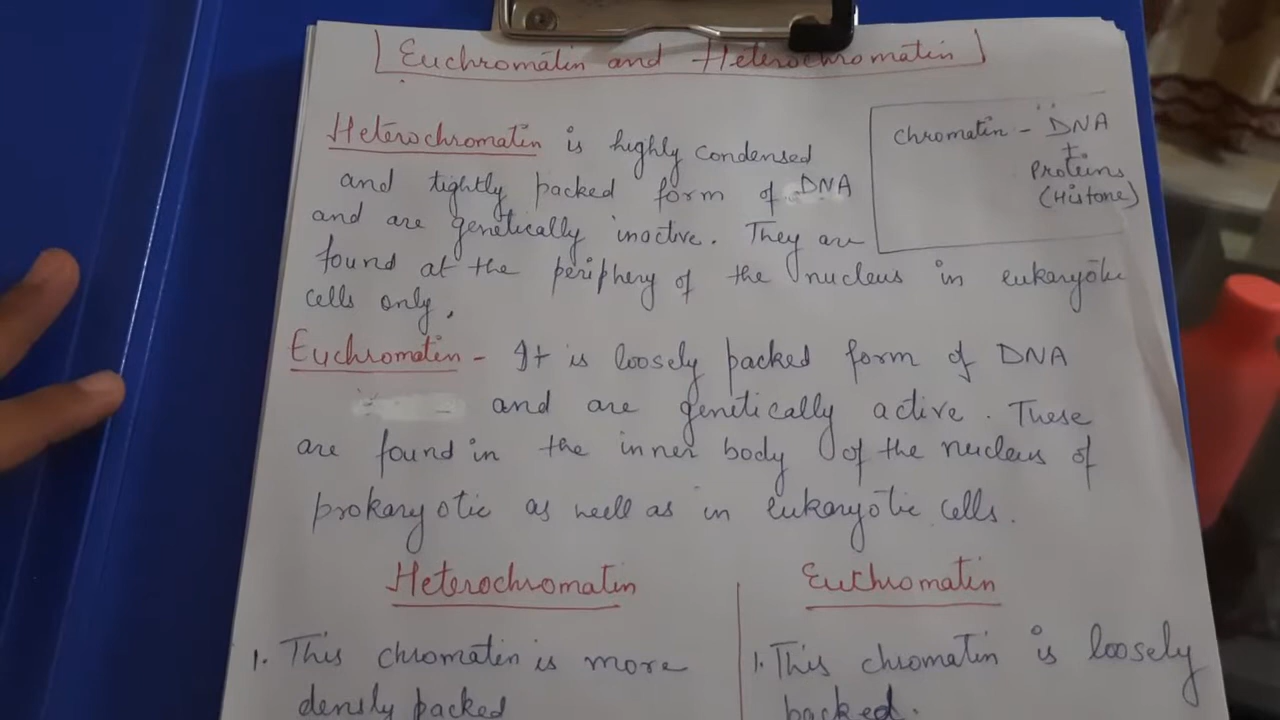 Euchromatin and Heterochromatin
Chromatin - DNA
+
Proteins
(Histone)
Heterochromatin is highly condensed
and tightly packed form of DNA
and are genetically inactive. They are
found at the periphery of the nucleus in eukaryotic
cells only.
Euchromatin - It is loosely packed form of DNA
and are genetically active. These
are found in the inner body of the nucleus of
prokaryotic as well as in eukaryotic cells.
Heterochromatin
Euchromatin
1. This chromatin is more
densly packed
1. This chromatin is loosely
packed.